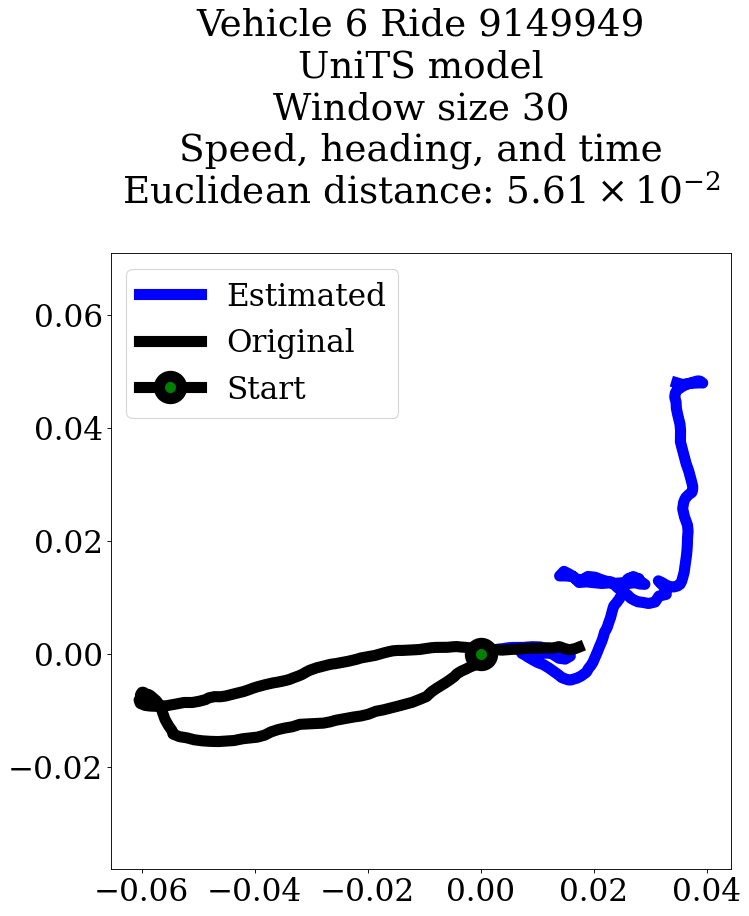 Vehicle 6 Ride 9149949
UniTS model
Window size 30
Speed, heading, and time
Euclidean distance: 5.61 × 10⁻²
Estimated
Original
Start
0.06
0.04
0.02
0.00
−0.02
−0.06 −0.04 −0.02 0.00 0.02 0.04